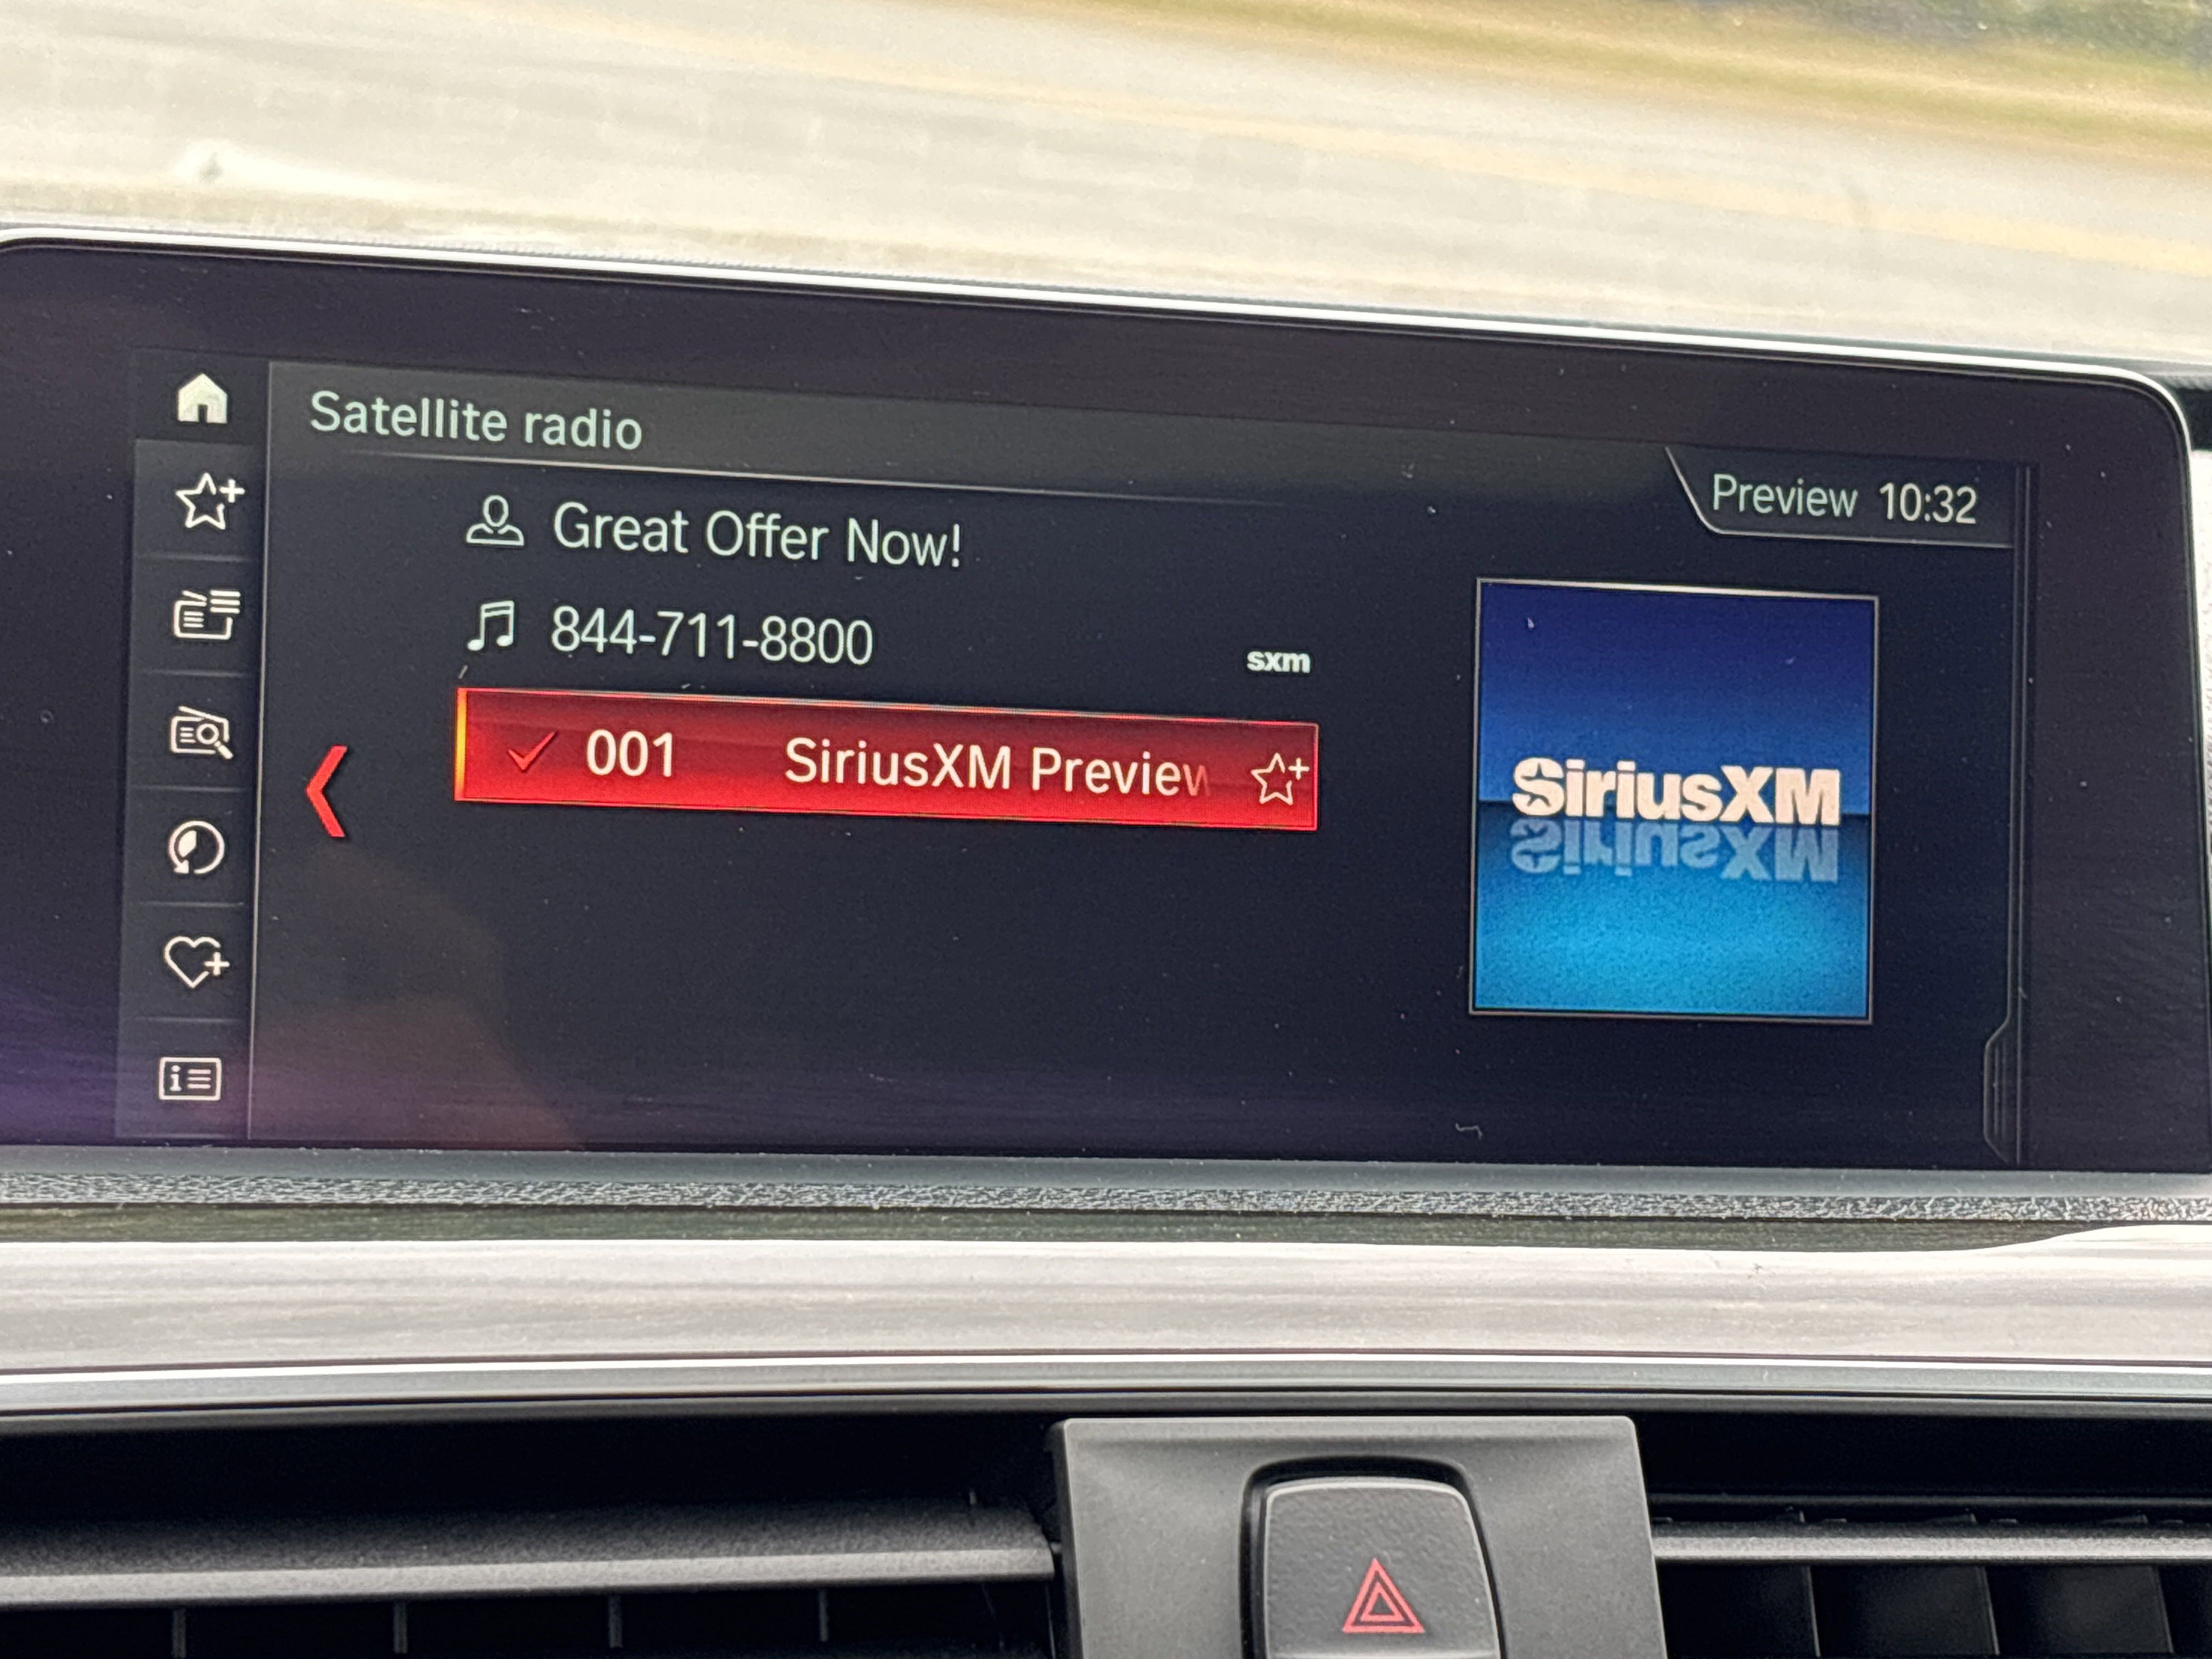 Satellite radio
Preview 10:32
Great Offer Now!
844-711-8800
sxm
001 SiriusXM Preview
SiriusXM